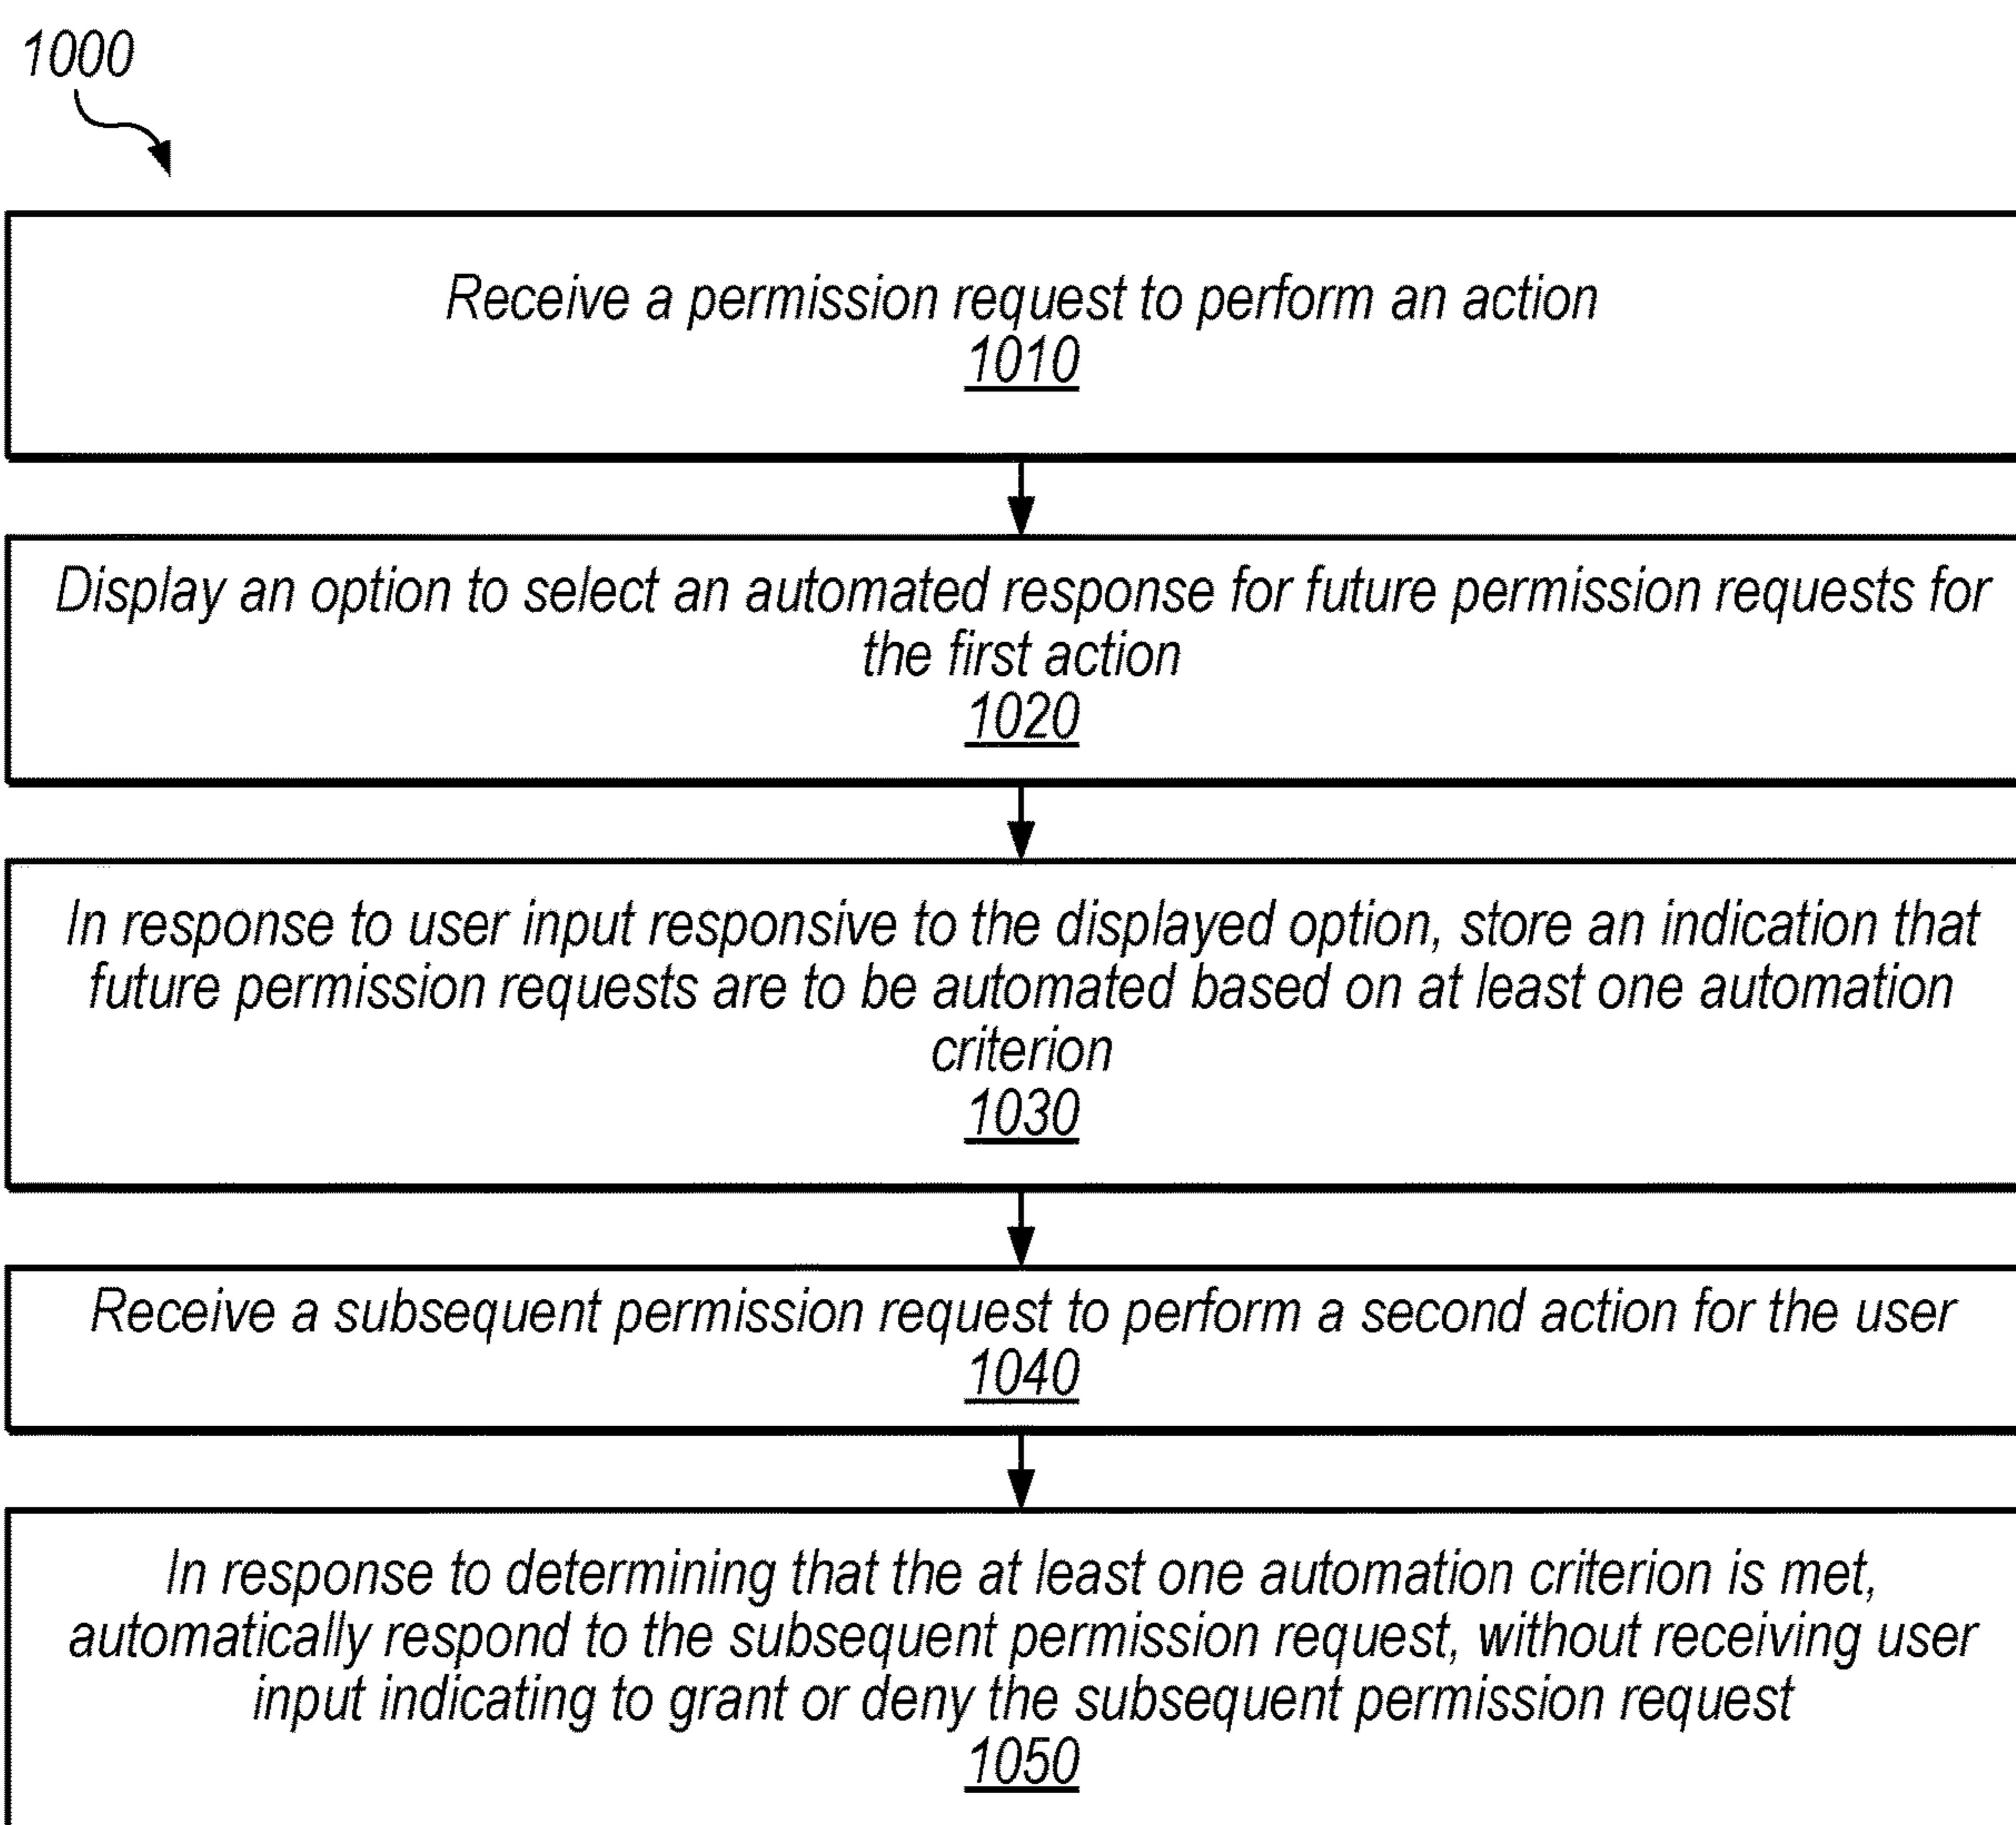 1000
Receive a permission request to perform an action
1010
Display an option to select an automated response for future permission requests for
the first action
1020
In response to user input responsive to the displayed option, store an indication that
future permission requests are to be automated based on at least one automation
criterion
1030
Receive a subsequent permission request to perform a second action for the user
1040
In response to determining that the at least one automation criterion is met,
automatically respond to the subsequent permission request, without receiving user
input indicating to grant or deny the subsequent permission request
1050